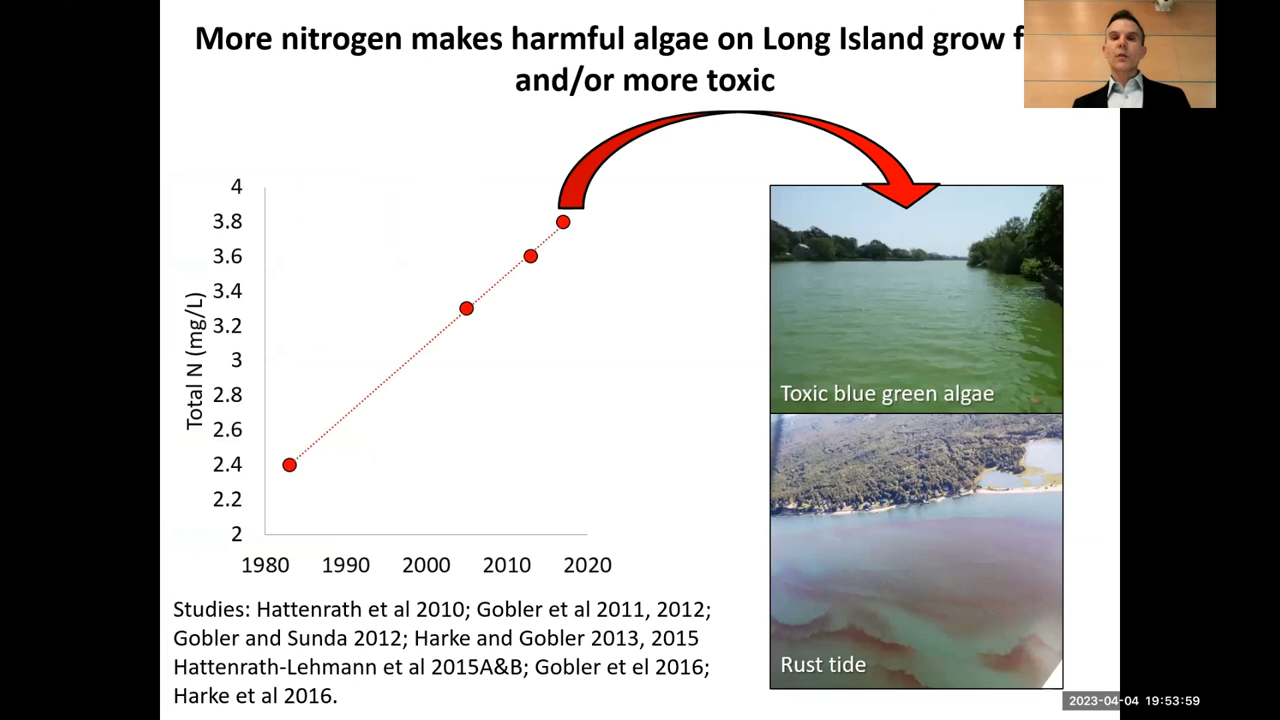 More nitrogen makes harmful algae on Long Island grow
and/or more toxic
4
3.8
3.6
3.4
3.2
3
2.8
2.6
2.4
2.2
2
Total N (mg/L)
1980 1990 2000 2010 2020
Toxic blue green algae
Rust tide
Studies: Hattenrath et al 2010; Gobler et al 2011, 2012;
Gobler and Sunda 2012; Harke and Gobler 2013, 2015
Hattenrath-Lehmann et al 2015A&B; Gobler et el 2016;
Harke et al 2016.
2023-04-04 19:53:59